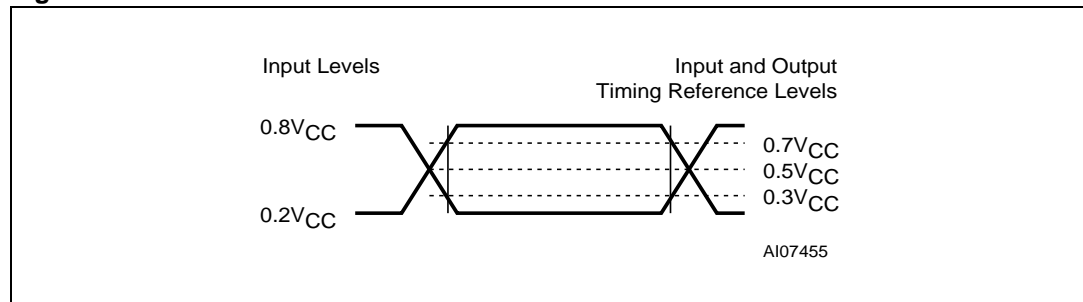 Input Levels
Input and Output
Timing Reference Levels
0.8VCC
0.7VCC
0.5VCC
0.3VCC
0.2VCC
AI07455